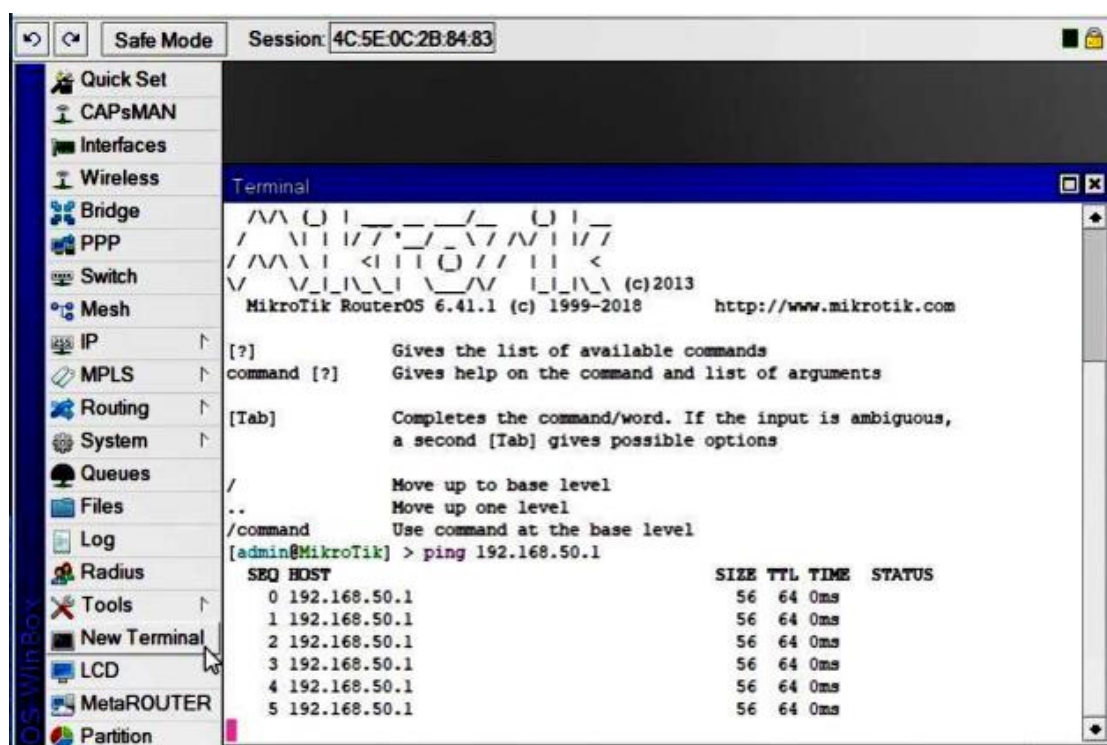 Safe Mode Session: 4C:5E:0C:2B:84:83
Quick Set
CAPsMAN
Interfaces
Wireless
Bridge
PPP
Switch
Mesh
IP
MPLS
Routing
System
Queues
Files
Log
Radius
Tools
New Terminal
LCD
MetaROUTER
Partition
OS-WinBox
Terminal
(c)2013
MikroTik RouterOS 6.41.1 (c) 1999-2018 http://www.mikrotik.com
[?] Gives the list of available commands
command [?] Gives help on the command and list of arguments
[Tab] Completes the command/word. If the input is ambiguous,
a second [Tab] gives possible options
/ Move up to base level
.. Move up one level
/command Use command at the base level
[admin@MikroTik] > ping 192.168.50.1
SEQ HOST SIZE TTL TIME STATUS
0 192.168.50.1 56 64 0ms
1 192.168.50.1 56 64 0ms
2 192.168.50.1 56 64 0ms
3 192.168.50.1 56 64 0ms
4 192.168.50.1 56 64 0ms
5 192.168.50.1 56 64 0ms